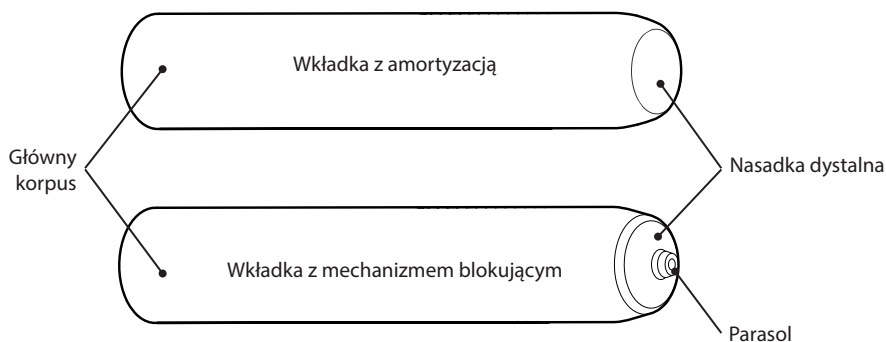 Wkładka z amortyzacją
Główny
korpus
Nasadka dystalna
Wkładka z mechanizmem blokującym
Parasol